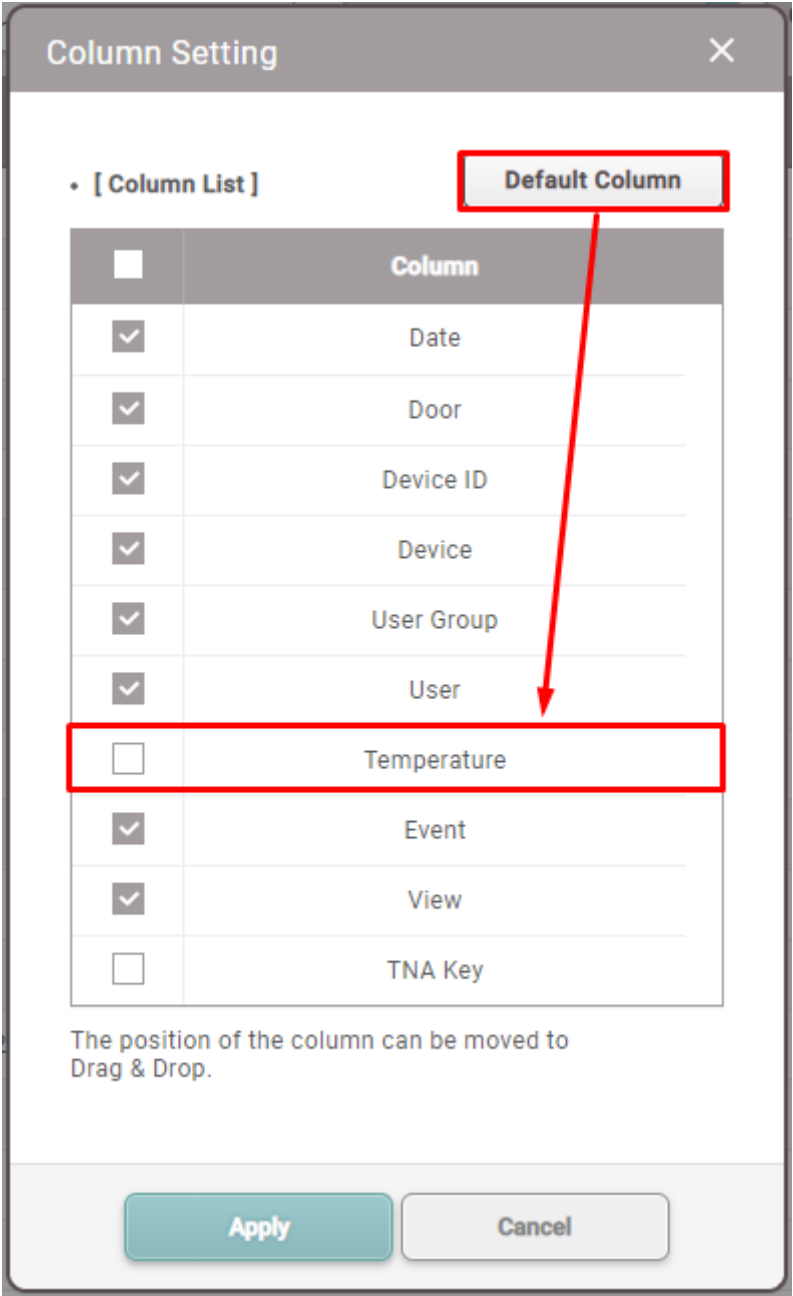 Column Setting
• [ Column List ]
Default Column
Column
Date
Door
Device ID
Device
User Group
User
Temperature
Event
View
TNA Key
The position of the column can be moved to
Drag & Drop.
Apply
Cancel